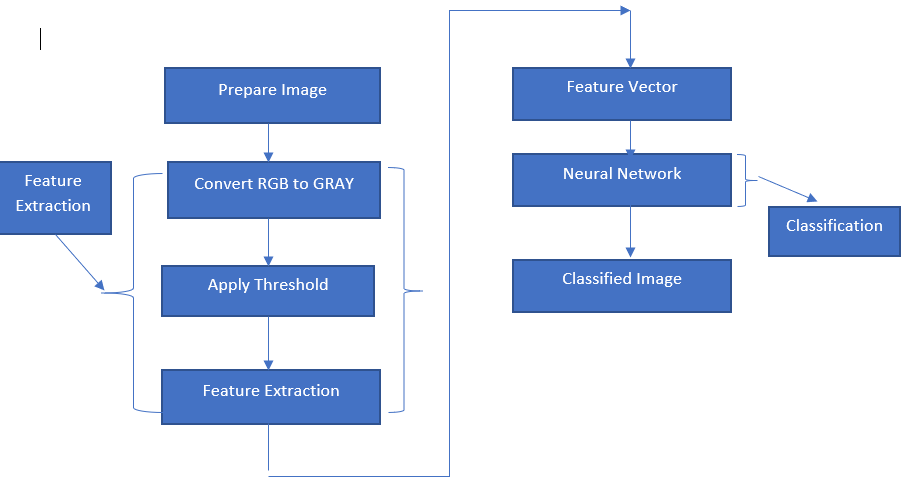 Prepare Image
Feature
Extraction
Convert RGB to GRAY
Apply Threshold
Feature Extraction
Feature Vector
Neural Network
Classification
Classified Image